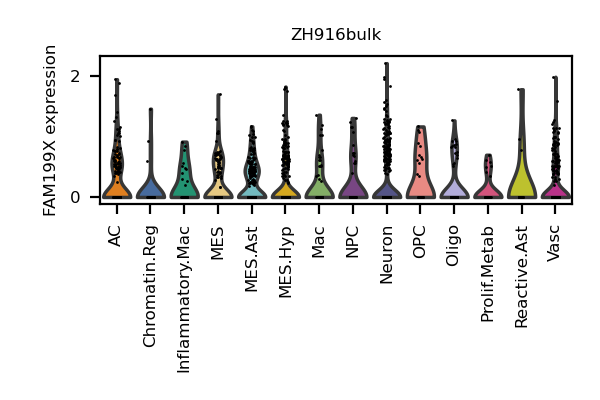 ZH916bulk
FAM199X expression
2
0
AC
Chromatin.Reg
Inflammatory.Mac
MES
MES.Ast
MES.Hyp
Mac
NPC
Neuron
OPC
Oligo
Prolif.Metab
Reactive.Ast
Vasc